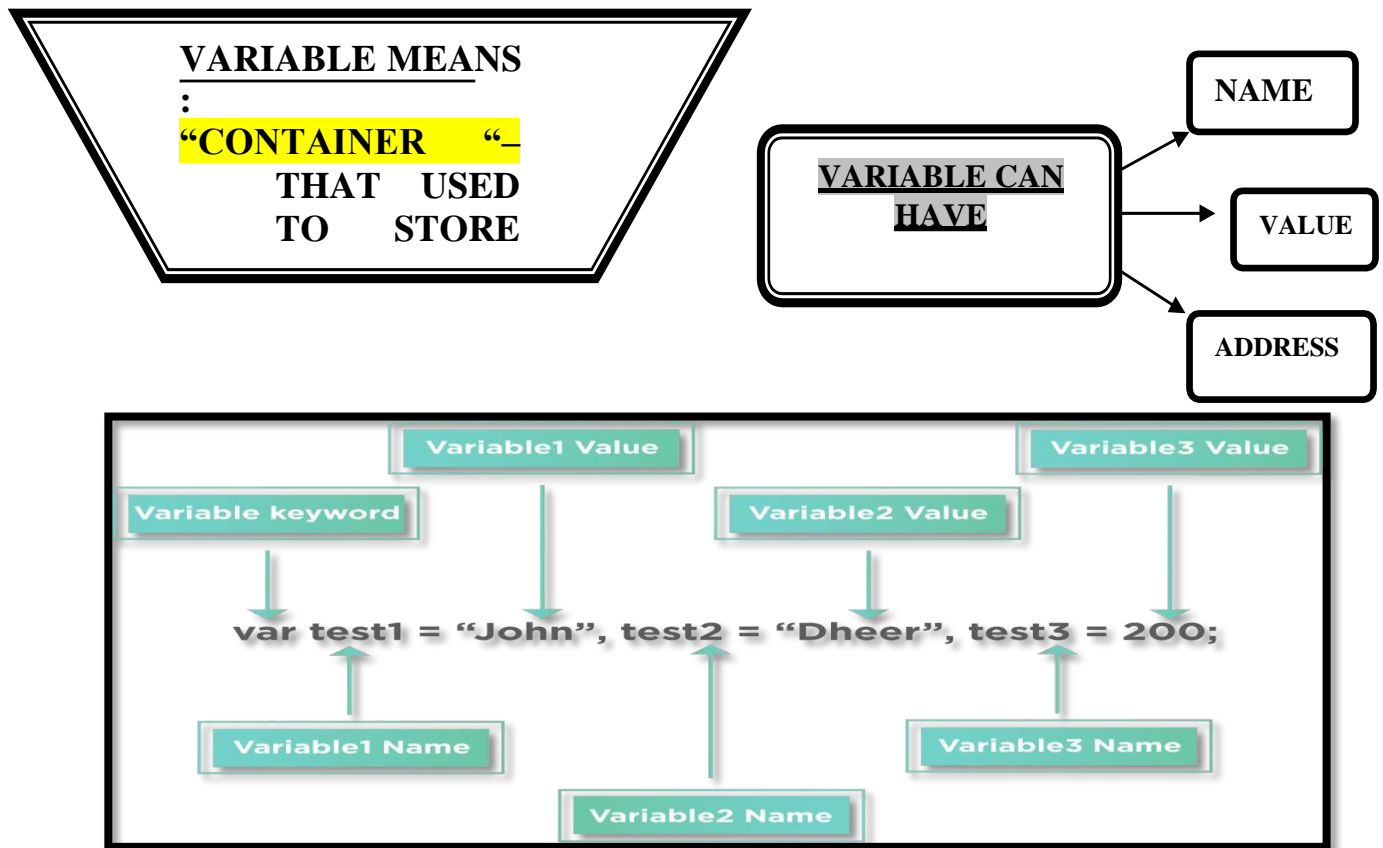 VARIABLE MEANS
:
“CONTAINER “–
THAT USED
TO STORE
VARIABLE CAN
HAVE
NAME
VALUE
ADDRESS
Variable1 Value
Variable3 Value
Variable keyword
Variable2 Value
var test1 = “John”, test2 = “Dheer”, test3 = 200;
Variable1 Name
Variable3 Name
Variable2 Name